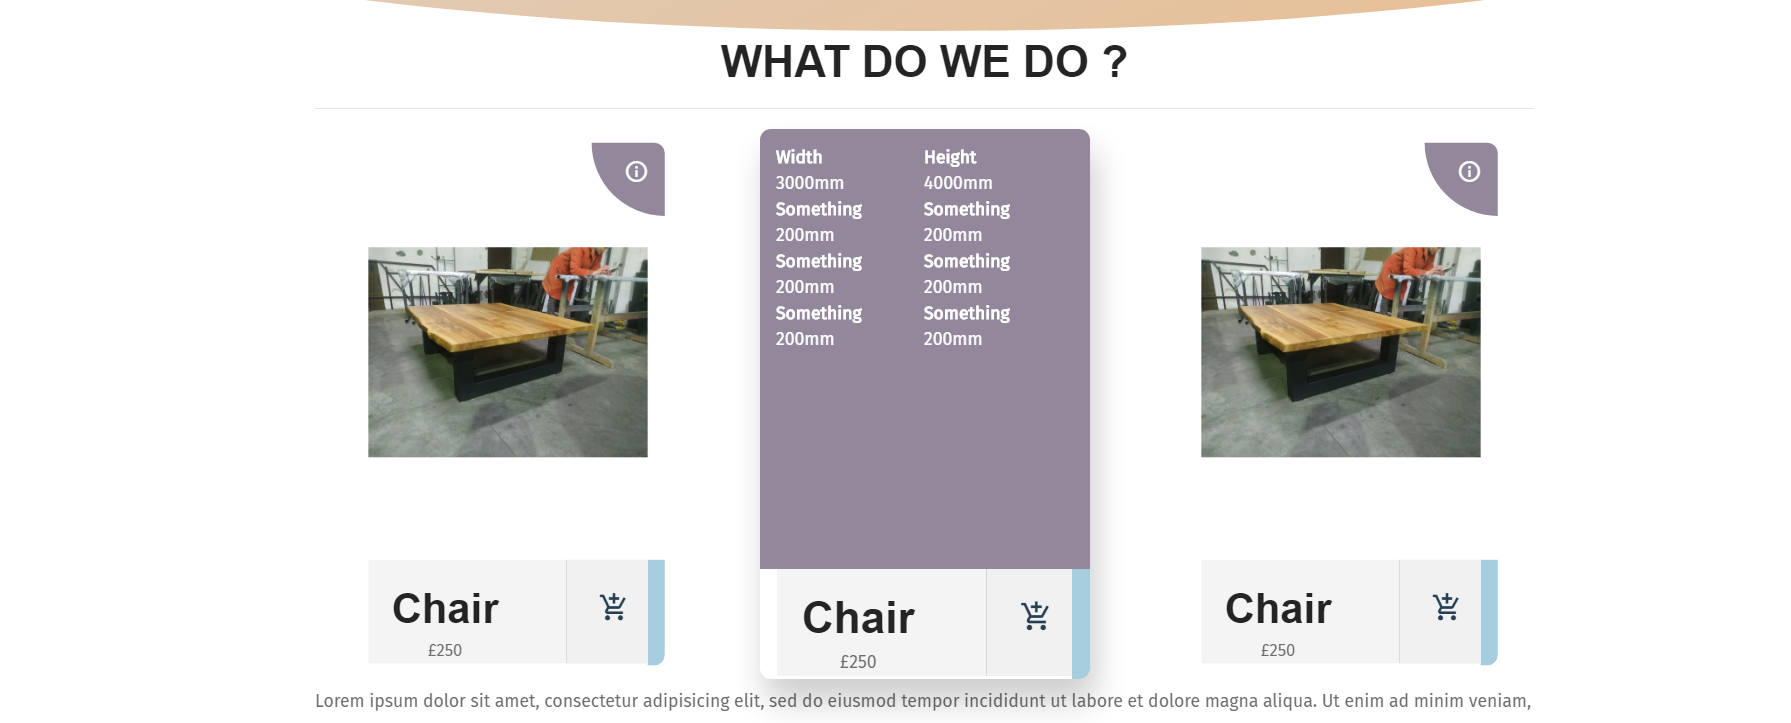 WHAT DO WE DO ?
Width Height
3000mm 4000mm
Something Something
200mm 200mm
Something Something
200mm 200mm
Something Something
200mm 200mm
Chair Chair Chair
£250 £250 £250
Lorem ipsum dolor sit amet, consectetur adipisicing elit, sed do eiusmod tempor incididunt ut labore et dolore magna aliqua. Ut enim ad minim veniam,